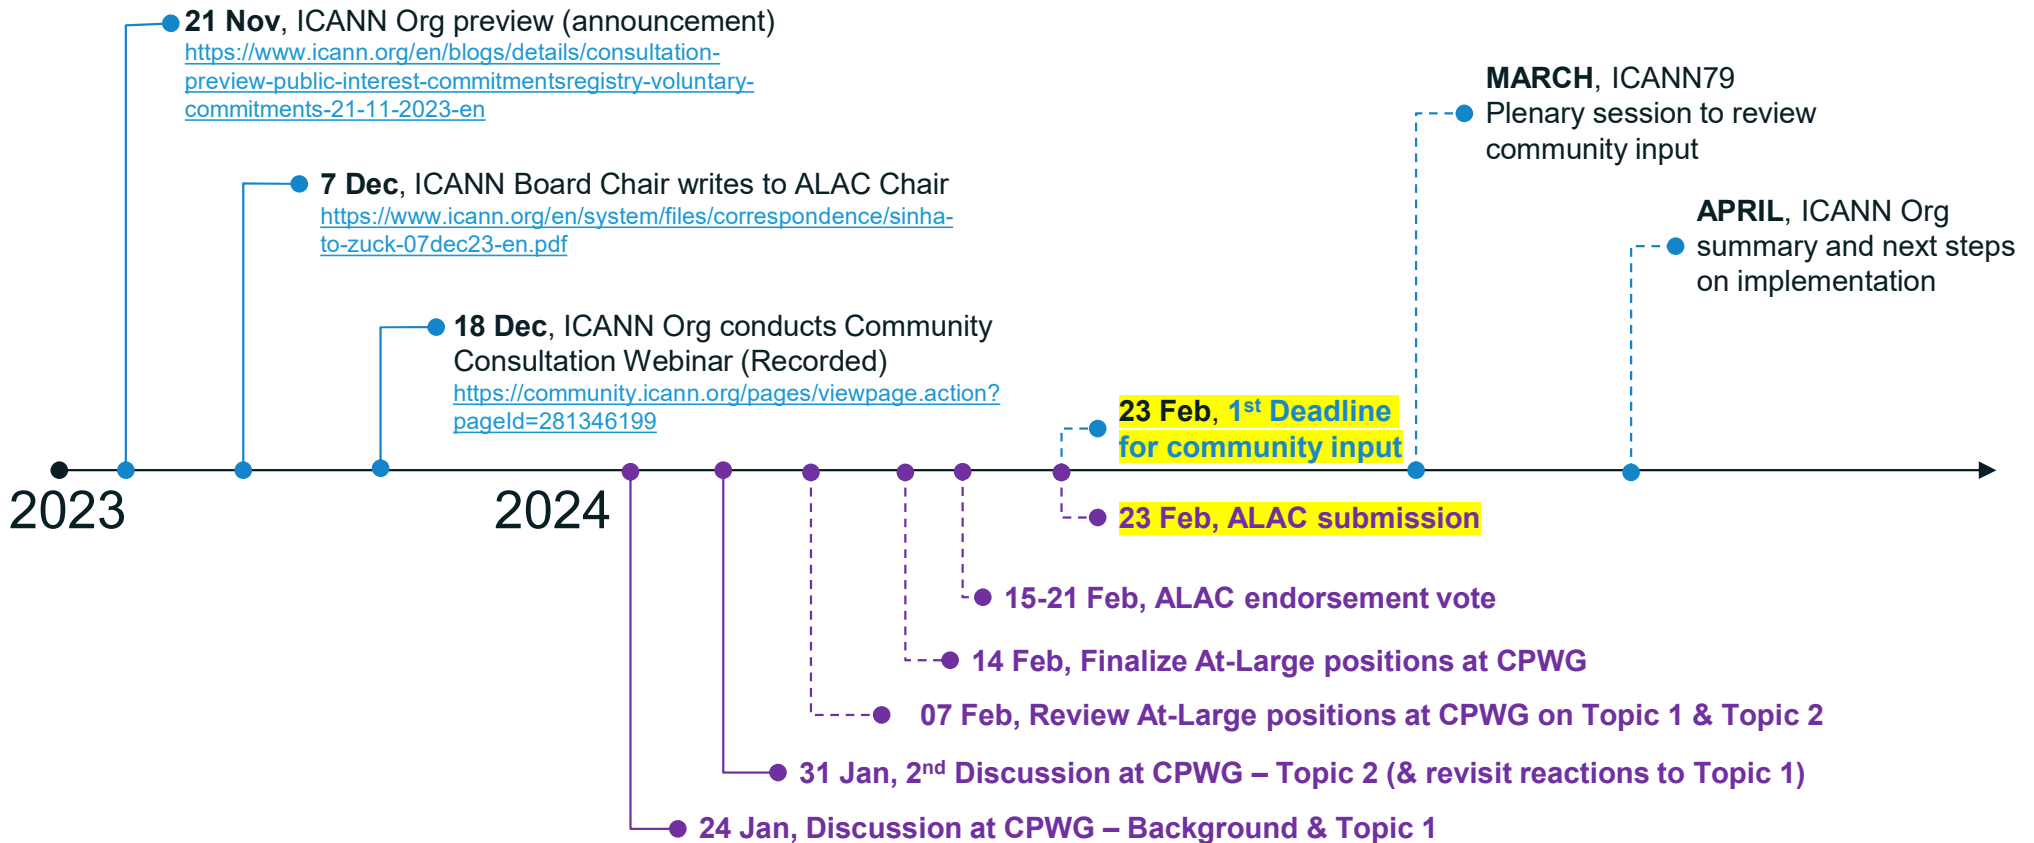 21 Nov, ICANN Org preview (announcement)
https://www.icann.org/en/blogs/details/consultation-
preview-public-interest-commitmentsregistry-voluntary-
commitments-21-11-2023-en
7 Dec, ICANN Board Chair writes to ALAC Chair
https://www.icann.org/en/system/files/correspondence/sinha-
to-zuck-07dec23-en.pdf
18 Dec, ICANN Org conducts Community
Consultation Webinar (Recorded)
https://community.icann.org/pages/viewpage.action?
pageId=281346199
23 Feb, 1st Deadline
for community input
MARCH, ICANN79
Plenary session to review
community input
APRIL, ICANN Org
summary and next steps
on implementation
2023
2024
23 Feb, ALAC submission
15-21 Feb, ALAC endorsement vote
14 Feb, Finalize At-Large positions at CPWG
07 Feb, Review At-Large positions at CPWG on Topic 1 & Topic 2
31 Jan, 2nd Discussion at CPWG – Topic 2 (& revisit reactions to Topic 1)
24 Jan, Discussion at CPWG – Background & Topic 1